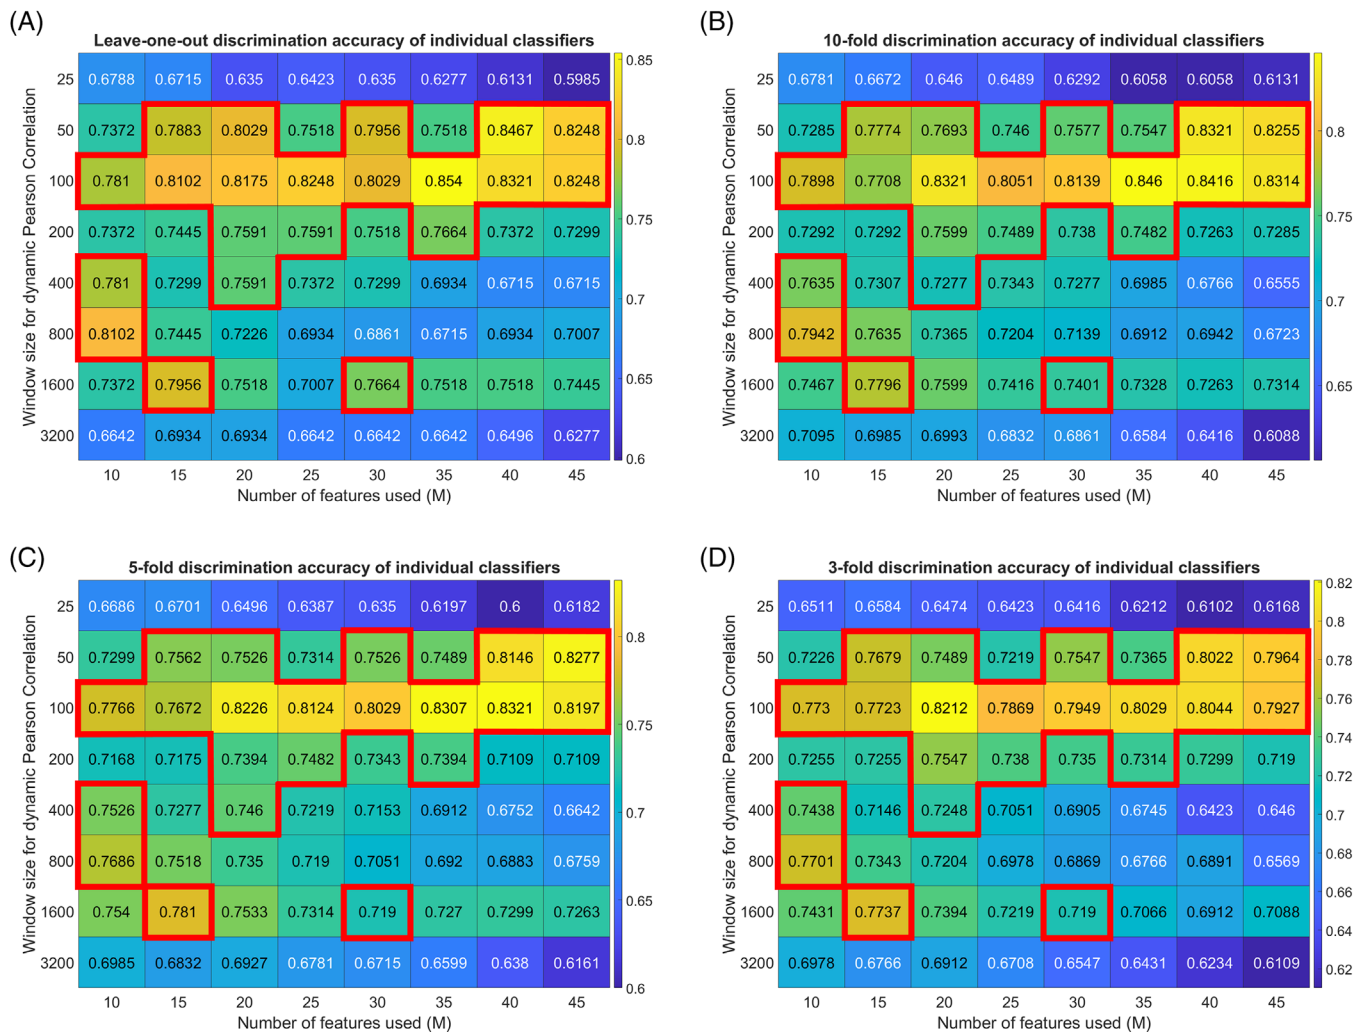 (A)
Leave-one-out discrimination accuracy of individual classifiers
Window size for dynamic Pearson Correlation
25 0.6788 0.6715 0.635 0.6423 0.635 0.6277 0.6131 0.5985
50 0.7372 0.7883 0.8029 0.7518 0.7956 0.7518 0.8467 0.8248
100 0.781 0.8102 0.8175 0.8248 0.8029 0.854 0.8321 0.8248
200 0.7372 0.7445 0.7591 0.7591 0.7518 0.7664 0.7372 0.7299
400 0.781 0.7299 0.7591 0.7372 0.7299 0.6934 0.6715 0.6715
800 0.8102 0.7445 0.7226 0.6934 0.6861 0.6715 0.6934 0.7007
1600 0.7372 0.7956 0.7518 0.7007 0.7664 0.7518 0.7518 0.7445
3200 0.6642 0.6934 0.6934 0.6642 0.6642 0.6642 0.6496 0.6277
10 15 20 25 30 35 40 45
Number of features used (M)
0.85
0.8
0.75
0.7
0.65
0.6
(B)
10-fold discrimination accuracy of individual classifiers
Window size for dynamic Pearson Correlation
25 0.6781 0.6672 0.646 0.6489 0.6292 0.6058 0.6058 0.6131
50 0.7285 0.7774 0.7693 0.746 0.7577 0.7547 0.8321 0.8255
100 0.7898 0.7708 0.8321 0.8051 0.8139 0.846 0.8416 0.8314
200 0.7292 0.7292 0.7599 0.7489 0.738 0.7482 0.7263 0.7285
400 0.7635 0.7307 0.7277 0.7343 0.7277 0.6985 0.6766 0.6555
800 0.7942 0.7635 0.7365 0.7204 0.7139 0.6912 0.6942 0.6723
1600 0.7467 0.7796 0.7599 0.7416 0.7401 0.7328 0.7263 0.7314
3200 0.7095 0.6985 0.6993 0.6832 0.6861 0.6584 0.6416 0.6088
10 15 20 25 30 35 40 45
Number of features used (M)
0.8
0.75
0.7
0.65
(C)
5-fold discrimination accuracy of individual classifiers
Window size for dynamic Pearson Correlation
25 0.6686 0.6701 0.6496 0.6387 0.635 0.6197 0.6 0.6182
50 0.7299 0.7562 0.7526 0.7314 0.7526 0.7489 0.8146 0.8277
100 0.7766 0.7672 0.8226 0.8124 0.8029 0.8307 0.8321 0.8197
200 0.7168 0.7175 0.7394 0.7482 0.7343 0.7394 0.7109 0.7109
400 0.7526 0.7277 0.746 0.7219 0.7153 0.6912 0.6752 0.6642
800 0.7686 0.7518 0.735 0.719 0.7051 0.692 0.6883 0.6759
1600 0.754 0.781 0.7533 0.7314 0.719 0.727 0.7299 0.7263
3200 0.6985 0.6832 0.6927 0.6781 0.6715 0.6599 0.638 0.6161
10 15 20 25 30 35 40 45
Number of features used (M)
0.8
0.75
0.7
0.65
0.6
(D)
3-fold discrimination accuracy of individual classifiers
Window size for dynamic Pearson Correlation
25 0.6511 0.6584 0.6474 0.6423 0.6416 0.6212 0.6102 0.6168
50 0.7226 0.7679 0.7489 0.7219 0.7547 0.7365 0.8022 0.7964
100 0.773 0.7723 0.8212 0.7869 0.7949 0.8029 0.8044 0.7927
200 0.7255 0.7255 0.7547 0.738 0.735 0.7314 0.7299 0.719
400 0.7438 0.7146 0.7248 0.7051 0.6905 0.6745 0.6423 0.646
800 0.7701 0.7343 0.7204 0.6978 0.6869 0.6766 0.6891 0.6569
1600 0.7431 0.7737 0.7394 0.7219 0.719 0.7066 0.6912 0.7088
3200 0.6978 0.6766 0.6912 0.6708 0.6547 0.6431 0.6234 0.6109
10 15 20 25 30 35 40 45
Number of features used (M)
0.82
0.8
0.78
0.76
0.74
0.72
0.7
0.68
0.66
0.64
0.62